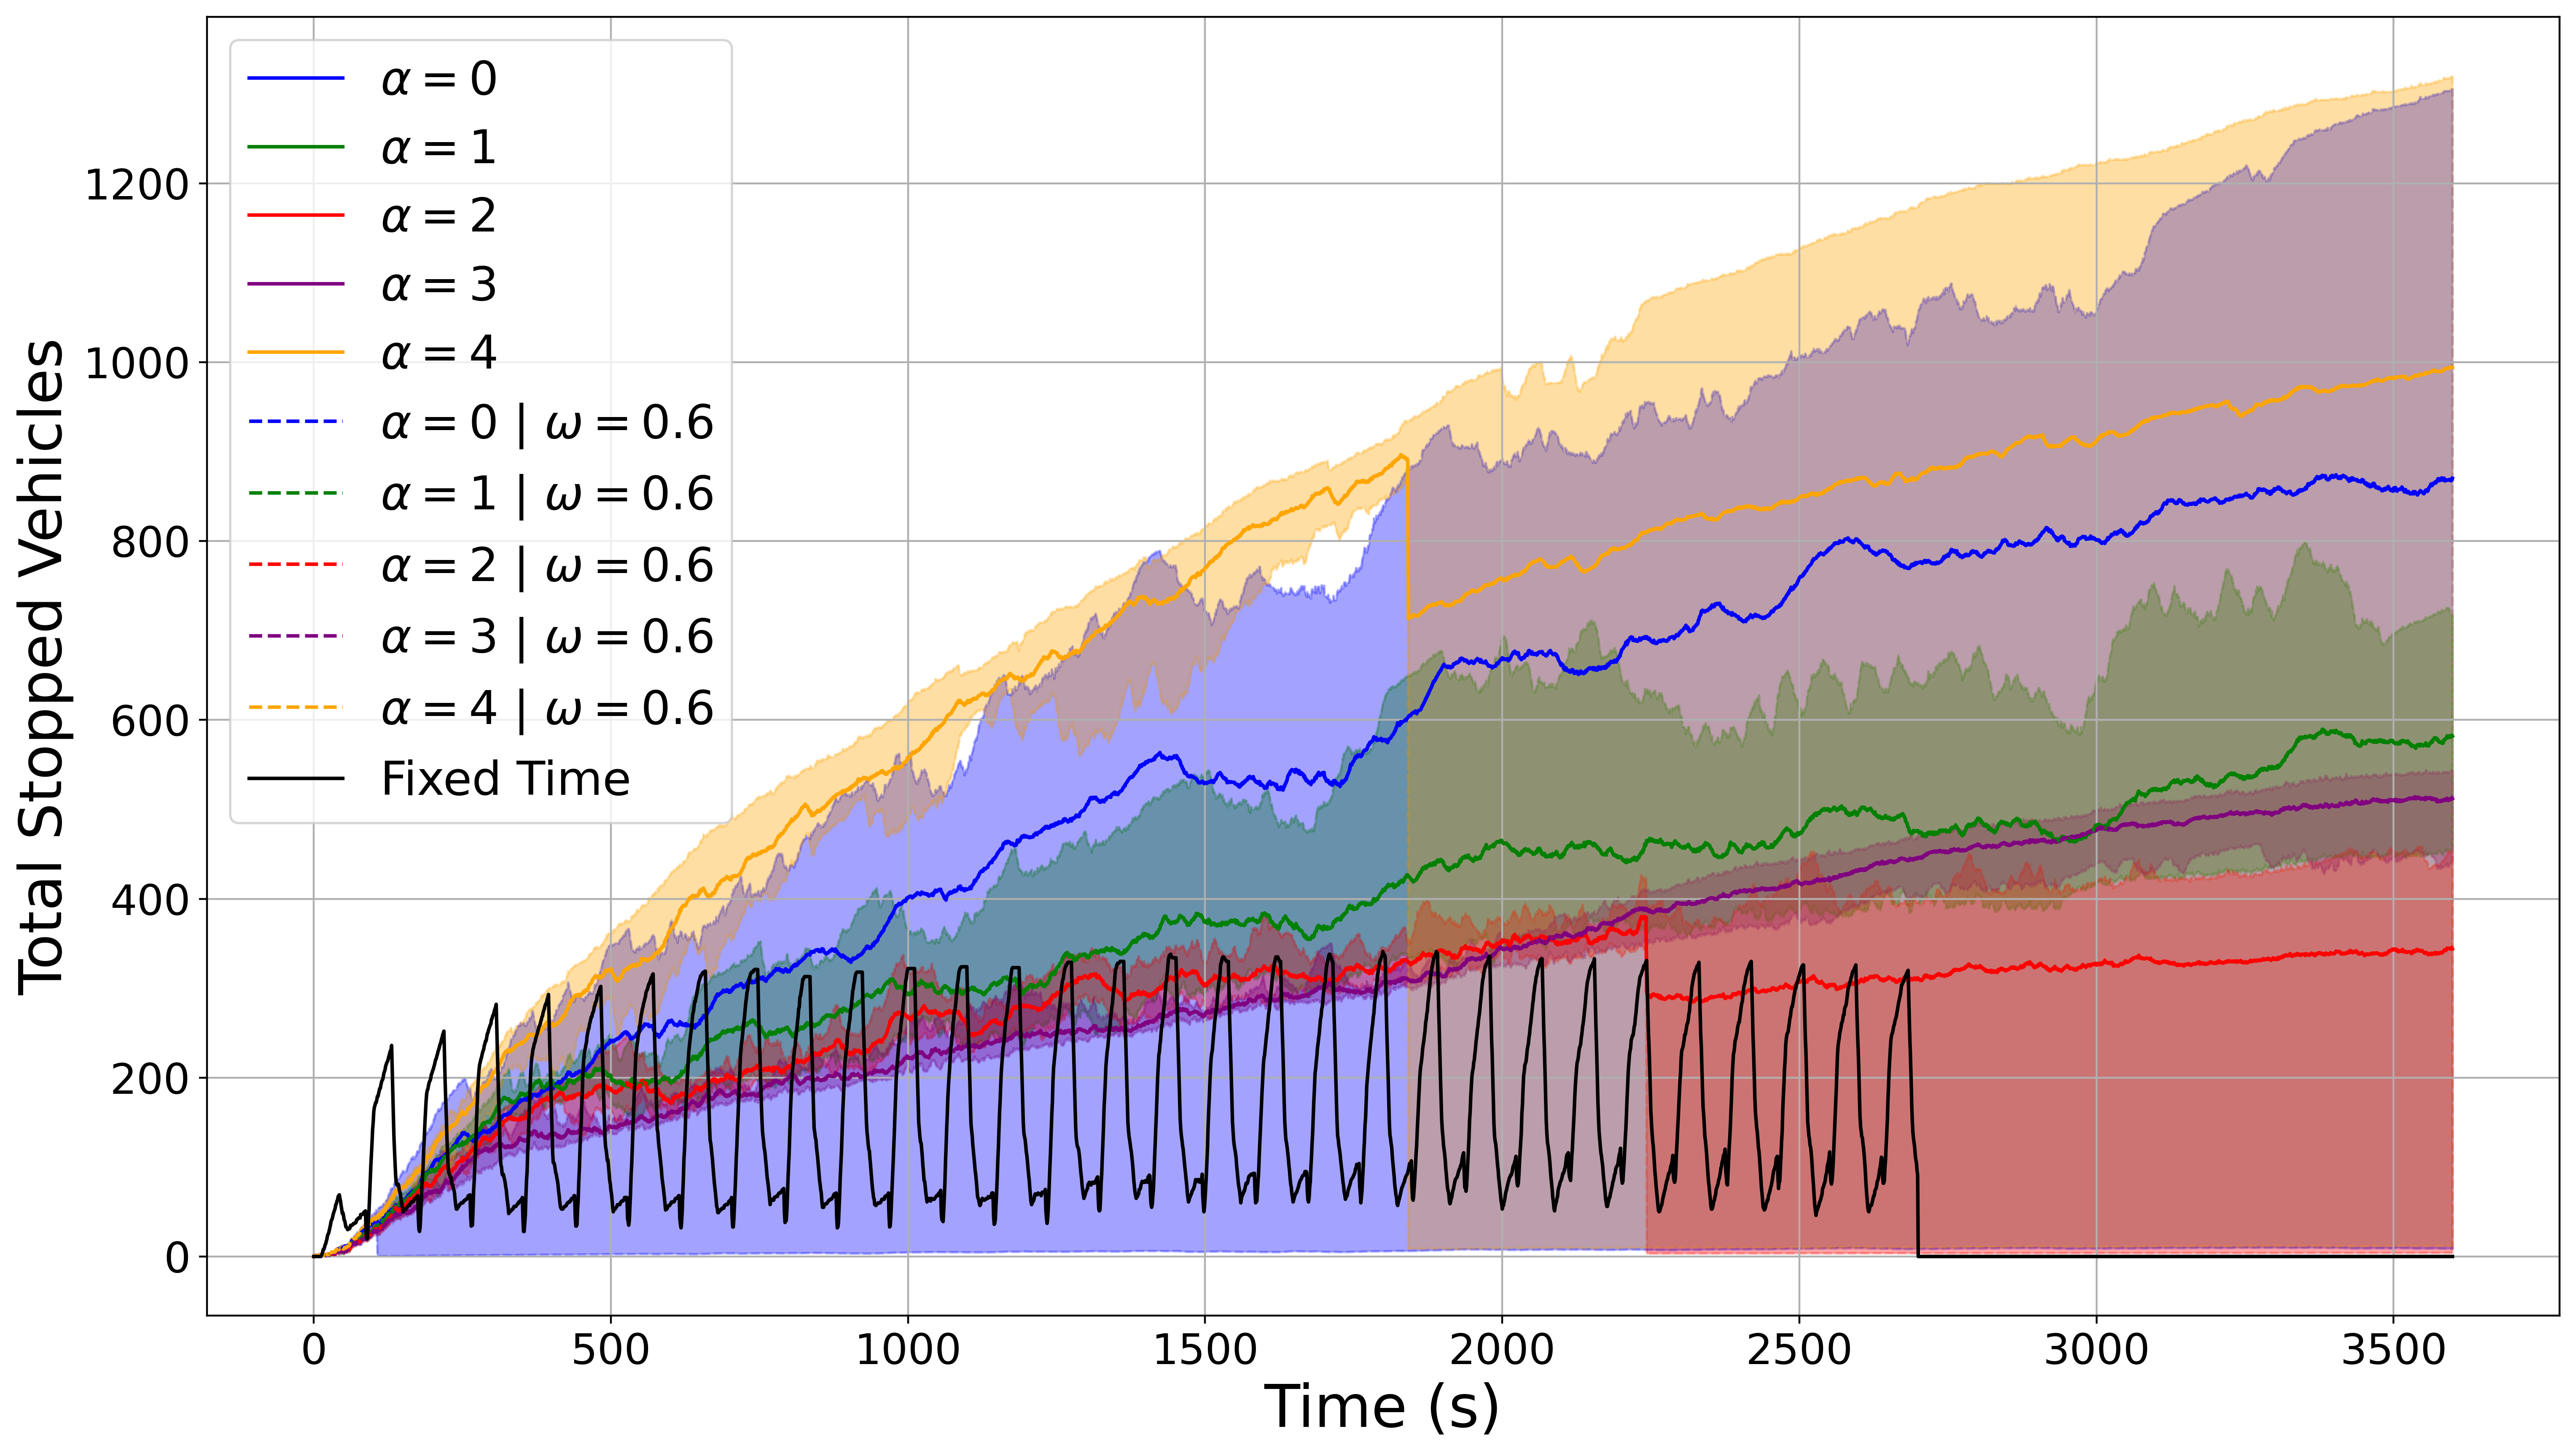 α = 0
α = 1
α = 2
α = 3
α = 4
α = 0 | ω = 0.6
α = 1 | ω = 0.6
α = 2 | ω = 0.6
α = 3 | ω = 0.6
α = 4 | ω = 0.6
Fixed Time
Total Stopped Vehicles
1200
1000
800
600
400
200
0
0 500 1000 1500 2000 2500 3000 3500
Time (s)